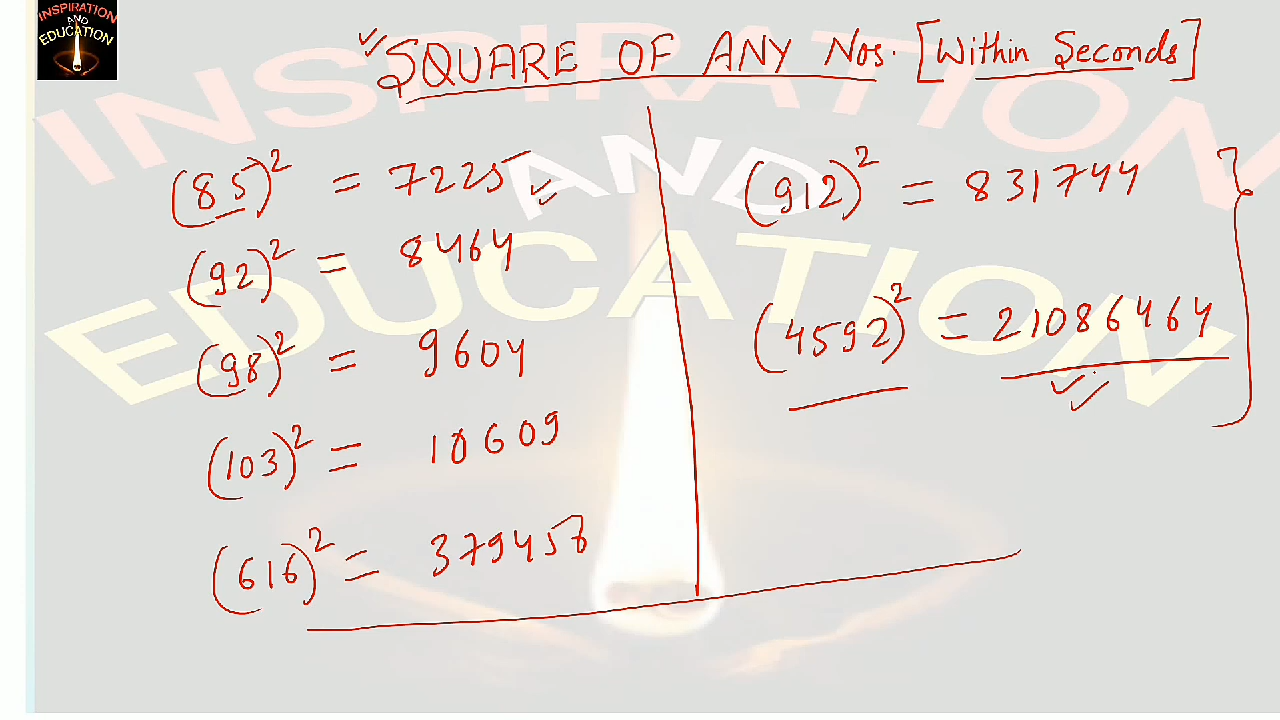 INSPIRATION
AND
EDUCATION
SQUARE OF ANY Nos. [Within Seconds]
INSPIRATION
AND
EDUCATION
(85)² = 7225
(92)² = 8464
(98)² = 9604
(103)² = 10609
(616)² = 379456
(912)² = 831744
(4592)² = 21086464